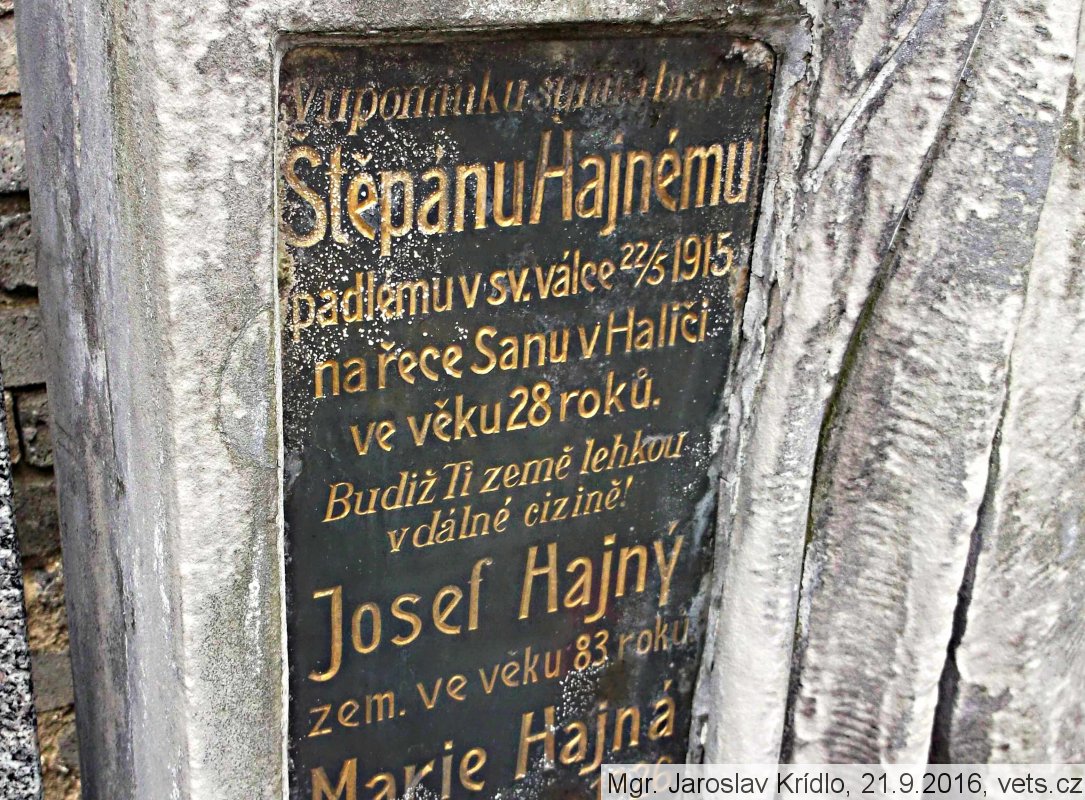 V upomínku synu a bratru
Štěpánu Hajnému
padlému v sv. válce 22/5 1915
na řece Sanu v Haliči
ve věku 28 roků.
Budiž Ti země lehkou
v dálné cizině!
Josef Hajný
zem. ve věku 83 roků
Marie Hajná
Mgr. Jaroslav Krídlo, 21.9.2016, vets.cz